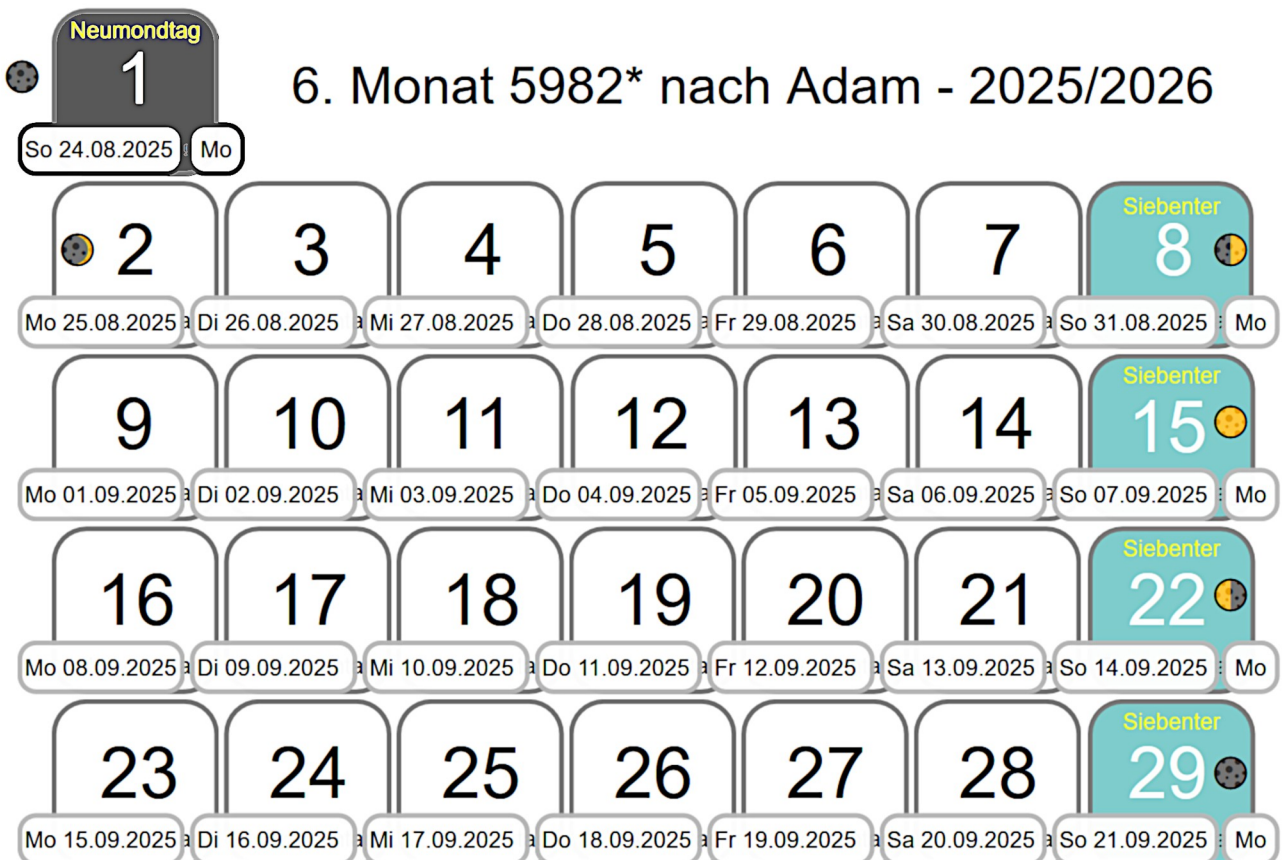 Neumondtag
1
6. Monat 5982* nach Adam - 2025/2026
So 24.08.2025 Mo
Siebenter
2 3 4 5 6 7 8
Mo 25.08.2025 Di 26.08.2025 Mi 27.08.2025 Do 28.08.2025 Fr 29.08.2025 Sa 30.08.2025 So 31.08.2025 Mo
Siebenter
9 10 11 12 13 14 15
Mo 01.09.2025 Di 02.09.2025 Mi 03.09.2025 Do 04.09.2025 Fr 05.09.2025 Sa 06.09.2025 So 07.09.2025 Mo
Siebenter
16 17 18 19 20 21 22
Mo 08.09.2025 Di 09.09.2025 Mi 10.09.2025 Do 11.09.2025 Fr 12.09.2025 Sa 13.09.2025 So 14.09.2025 Mo
Siebenter
23 24 25 26 27 28 29
Mo 15.09.2025 Di 16.09.2025 Mi 17.09.2025 Do 18.09.2025 Fr 19.09.2025 Sa 20.09.2025 So 21.09.2025 Mo